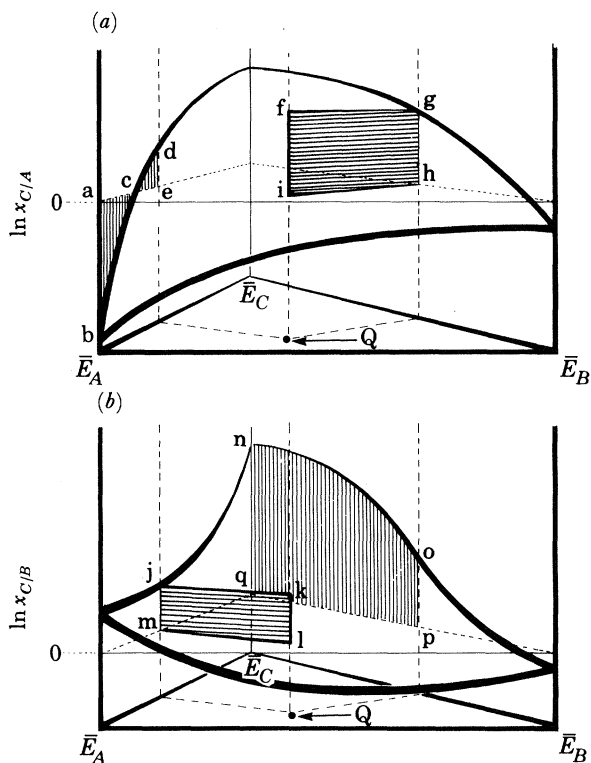 (a)
d
f
g
c
e
h
a
i
0
ln x_{C/A}
b
Ē_C
Q
Ē_A
Ē_B
(b)
n
o
j
q
k
ln x_{C/B}
m
l
p
0
Ē_C
Q
Ē_A
Ē_B